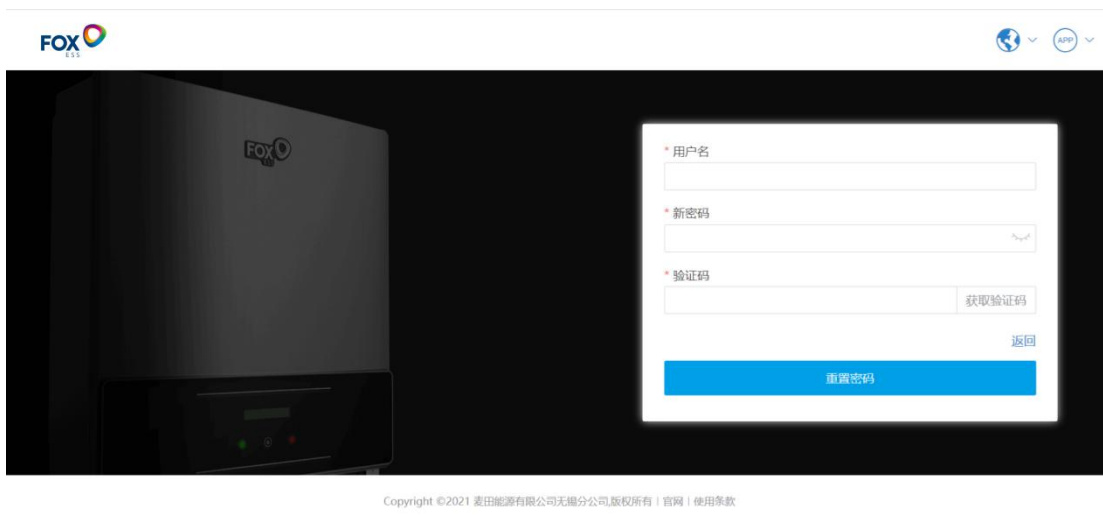 FOX
ESS
APP
FOX
* 用户名
* 新密码
* 验证码
获取验证码
返回
重置密码
Copyright ©2021 麦田能源有限公司无锡分公司,版权所有 | 官网 | 使用条款